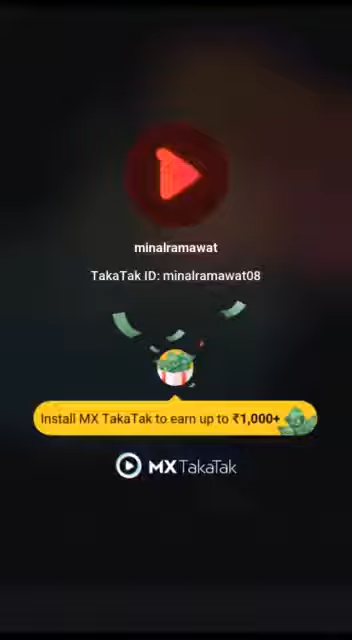 minalramawat
TakaTak ID: minalramawat08
Install MX TakaTak to earn up to ₹1,000+
MX TakaTak